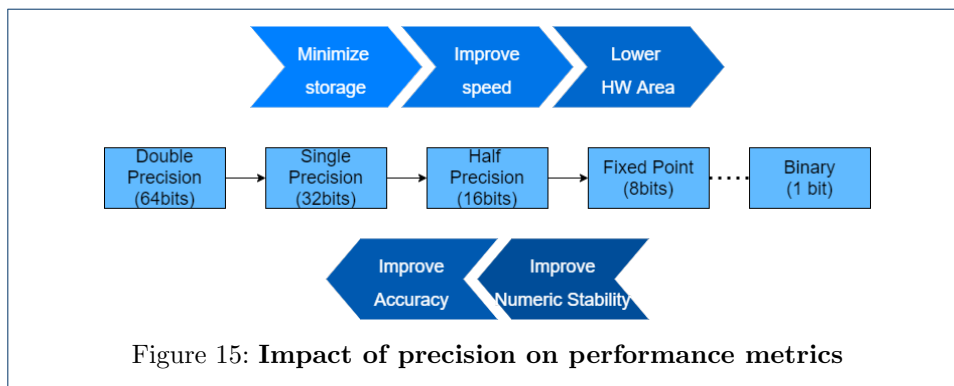 Minimize
storage
Improve
speed
Lower
HW Area
Double
Precision
(64bits)
Single
Precision
(32bits)
Half
Precision
(16bits)
Fixed Point
(8bits)
Binary
(1 bit)
Improve
Accuracy
Improve
Numeric Stability
Figure 15: Impact of precision on performance metrics